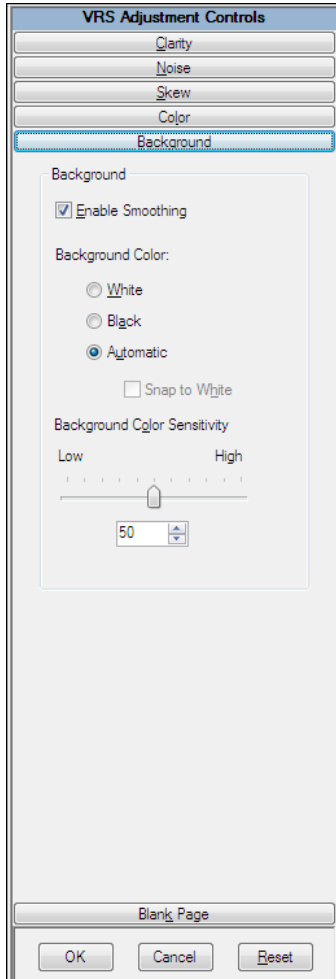 VRS Adjustment Controls
Clarity
Noise
Skew
Color
Background
Background
Enable Smoothing
Background Color:
White
Black
Automatic
Snap to White
Background Color Sensitivity
Low High
50
Blank Page
OK Cancel Reset